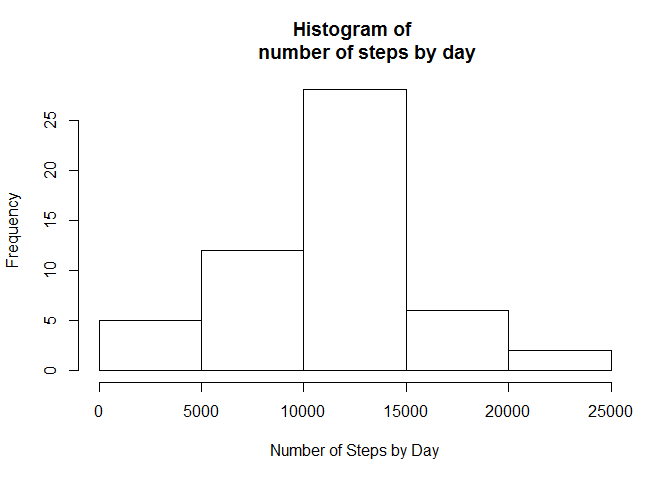 Histogram of
number of steps by day
Frequency
25
20
15
10
5
0
0 5000 10000 15000 20000 25000
Number of Steps by Day